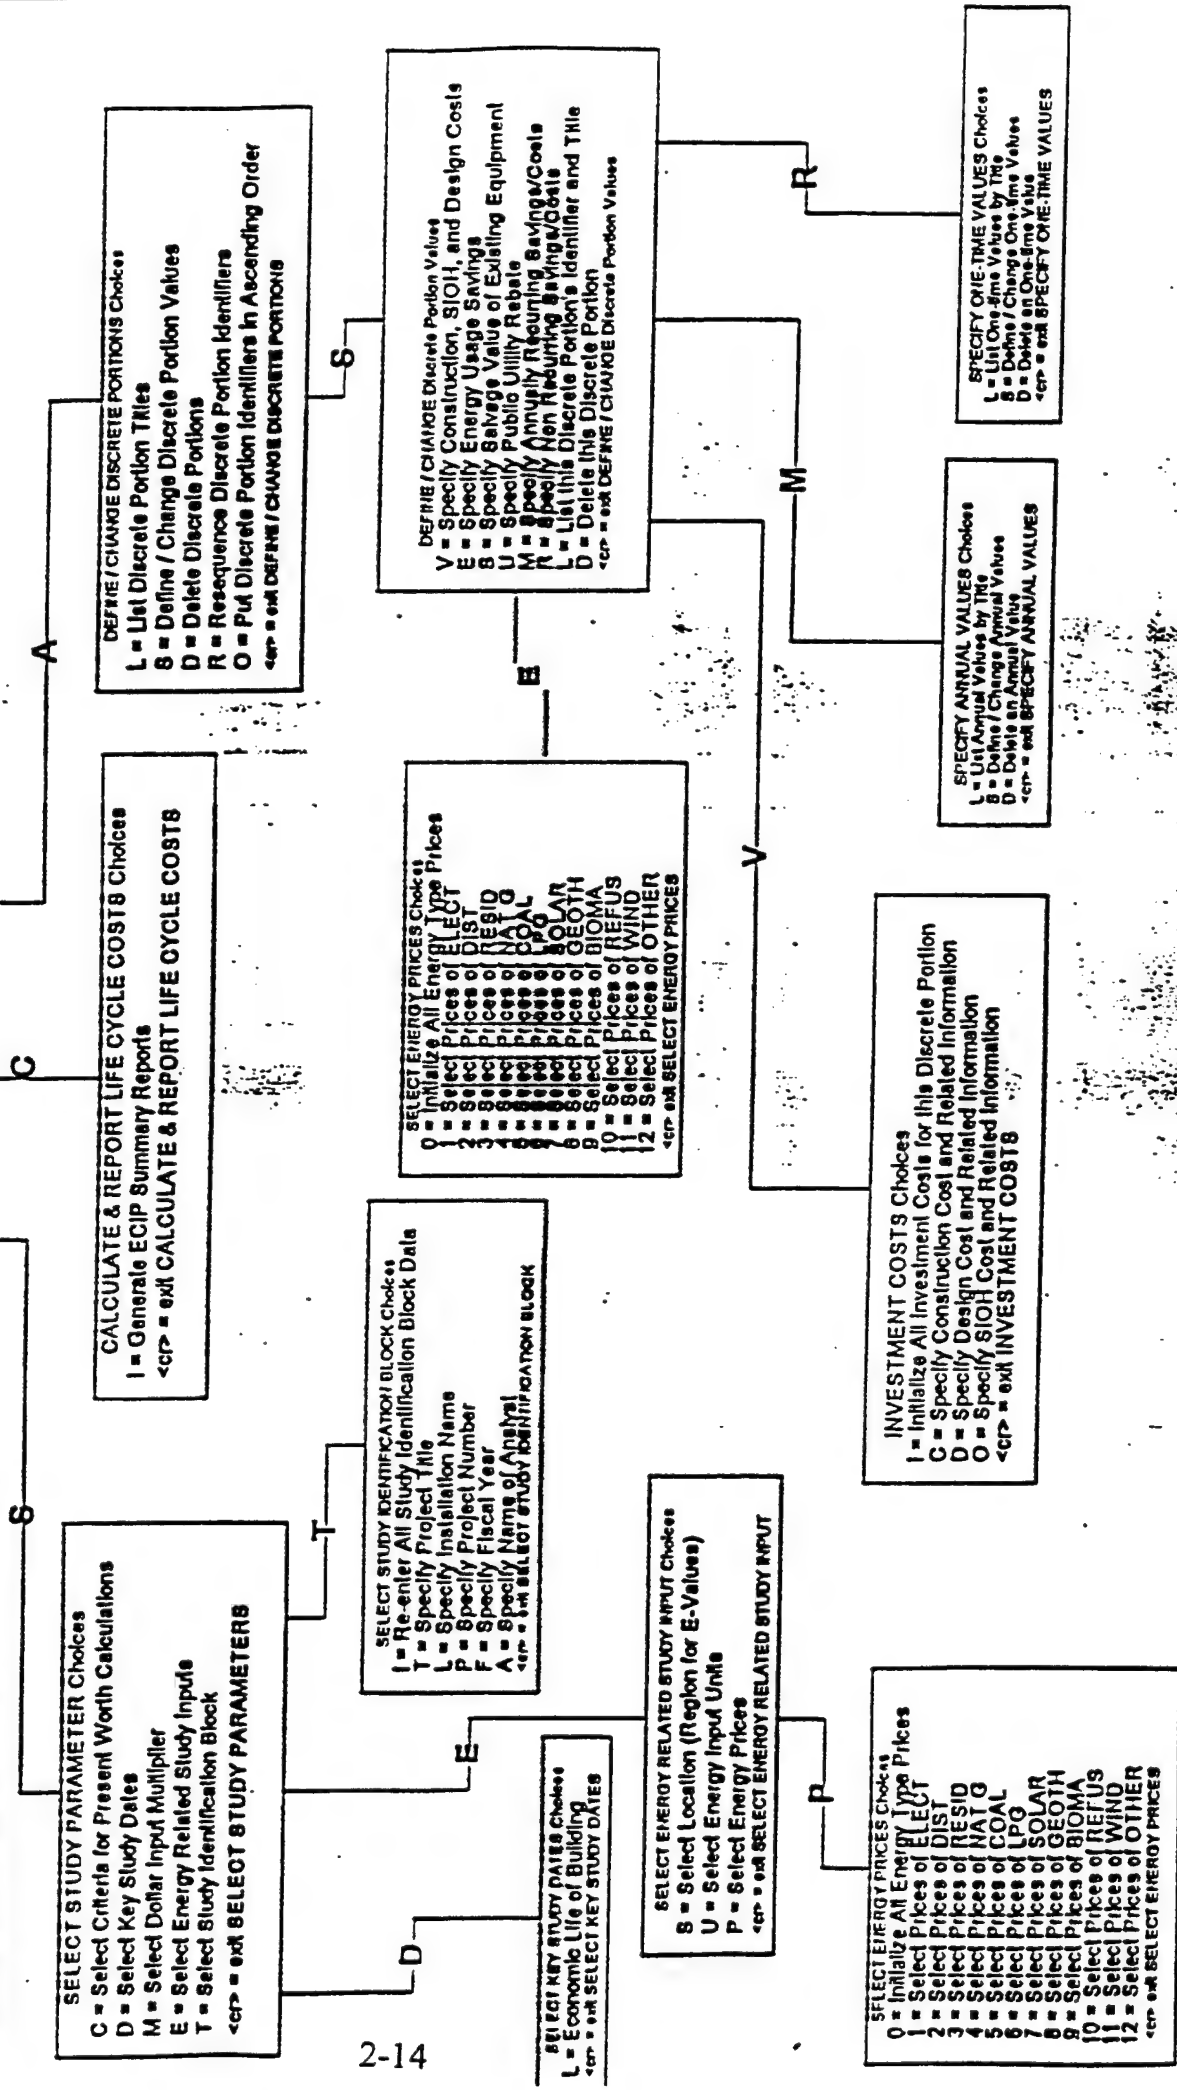 S
C
A
SELECT STUDY PARAMETER Choices
C = Select Criteria for Present Worth Calculations
D = Select Key Study Dates
M = Select Dollar Input Multiplier
E = Select Energy Related Study Inputs
T = Select Study Identification Block
<cr> = exit SELECT STUDY PARAMETERS
CALCULATE & REPORT LIFE CYCLE COSTS Choices
I = Generate ECIP Summary Reports
<cr> = exit CALCULATE & REPORT LIFE CYCLE COSTS
DEFINE / CHANGE DISCRETE PORTIONS Choices
L = List Discrete Portion Titles
S = Define / Change Discrete Portion Values
D = Delete Discrete Portions
R = Resequence Discrete Portion Identifiers
O = Put Discrete Portion Identifiers in Ascending Order
<cr> = exit DEFINE / CHANGE DISCRETE PORTIONS
D
E
T
S
SELECT STUDY IDENTIFICATION BLOCK Choices
I = Re-enter All Study Identification Block Data
T = Specify Project Title
L = Specify Installation Name
P = Specify Project Number
F = Specify Fiscal Year
A = Specify Name of Analyst
<cr> = exit SELECT STUDY IDENTIFICATION BLOCK
SELECT ENERGY PRICES Choices
0 = Initialize All Energy Type Prices
1 = Select Prices of ELECT
2 = Select Prices of DIST
3 = Select Prices of RESID
4 = Select Prices of NAT G
5 = Select Prices of COAL
6 = Select Prices of LPG
7 = Select Prices of SOLAR
8 = Select Prices of GEOTH
9 = Select Prices of BIOMA
10 = Select Prices of REFUS
11 = Select Prices of WIND
12 = Select Prices of OTHER
<cr> = exit SELECT ENERGY PRICES
E
DEFINE / CHANGE Discrete Portion Values
V = Specify Construction, SIOH, and Design Costs
E = Specify Energy Usage Savings
S = Specify Salvage Value of Existing Equipment
U = Specify Public Utility Rebate
M = Specify Annually Recurring Savings/Costs
R = Specify Non Recurring Savings/Costs
L = List this Discrete Portion's Identifier and Title
D = Delete this Discrete Portion
<cr> = exit DEFINE / CHANGE Discrete Portion Values
SELECT KEY STUDY DATES Choices
L = Economic Life of Building
<cr> = exit SELECT KEY STUDY DATES
SELECT ENERGY RELATED STUDY INPUT Choices
S = Select Location (Region for E-Values)
U = Select Energy Input Units
P = Select Energy Prices
<cr> = exit SELECT ENERGY RELATED STUDY INPUT
P
V
M
R
SELECT ENERGY PRICES Choices
0 = Initialize All Energy Type Prices
1 = Select Prices of ELECT
2 = Select Prices of DIST
3 = Select Prices of RESID
4 = Select Prices of NAT G
5 = Select Prices of COAL
6 = Select Prices of LPG
7 = Select Prices of SOLAR
8 = Select Prices of GEOTH
9 = Select Prices of BIOMA
10 = Select Prices of REFUS
11 = Select Prices of WIND
12 = Select Prices of OTHER
<cr> = exit SELECT ENERGY PRICES
INVESTMENT COSTS Choices
I = Initialize All Investment Costs for this Discrete Portion
C = Specify Construction Cost and Related Information
D = Specify Design Cost and Related Information
O = Specify SIOH Cost and Related Information
<cr> = exit INVESTMENT COSTS
SPECIFY ANNUAL VALUES Choices
L = List Annual Values by Title
S = Define / Change Annual Values
D = Delete an Annual Value
<cr> = exit SPECIFY ANNUAL VALUES
SPECIFY ONE-TIME VALUES Choices
L = List One-time Values by Title
S = Define / Change One-time Values
D = Delete an One-time Value
<cr> = exit SPECIFY ONE-TIME VALUES
2-14